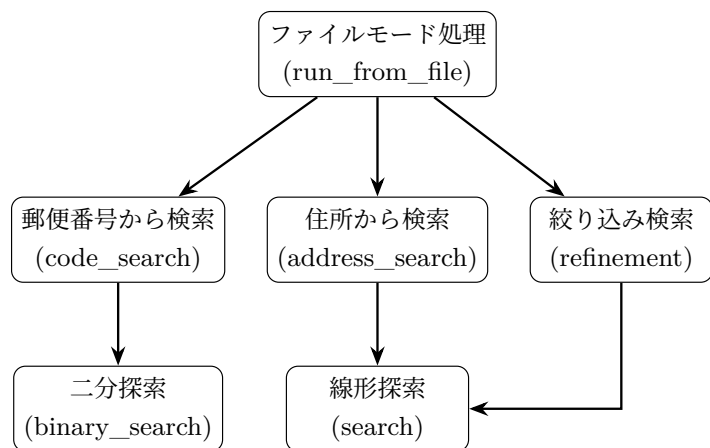 ファイルモード処理
(run_from_file)
郵便番号から検索
(code_search)
住所から検索
(address_search)
絞り込み検索
(refinement)
二分探索
(binary_search)
線形探索
(search)